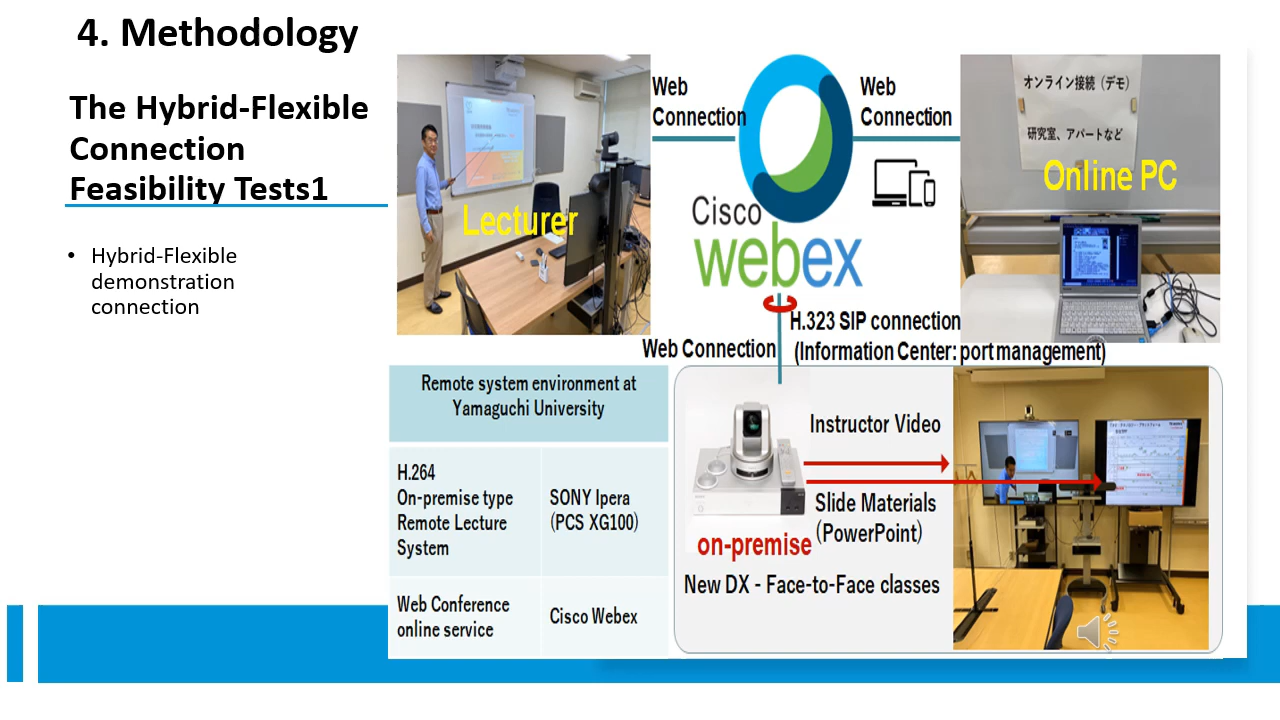 4. Methodology
The Hybrid-Flexible
Connection
Feasibility Tests1
• Hybrid-Flexible
demonstration
connection
Lecturer
Web
Connection
Cisco
webex
Web
Connection
オンライン接続（デモ）
研究室、アパートなど
Online PC
H.323 SIP connection
(Information Center: port management)
Web Connection
Remote system environment at
Yamaguchi University
H.264
On-premise type
Remote Lecture
System
SONY Ipera
(PCS XG100)
Web Conference
online service
Cisco Webex
Instructor Video
Slide Materials
(PowerPoint)
on-premise
New DX - Face-to-Face classes